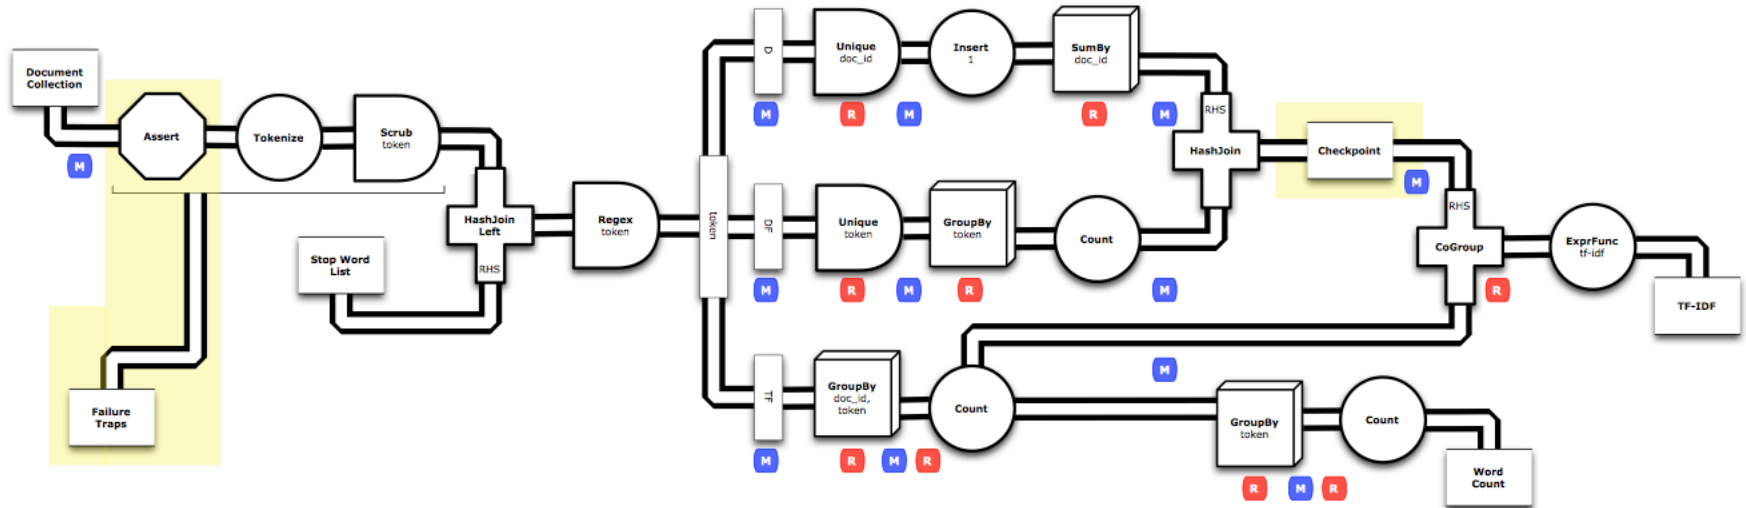 Document
Collection
M
Assert
Tokenize
Scrub
token
Failure
Traps
Stop Word
List
HashJoin
Left
RHS
Regex
token
token
D
M
Unique
doc_id
R
M
Insert
1
SumBy
doc_id
R
M
DF
M
Unique
token
R
M
GroupBy
token
R
Count
M
RHS
HashJoin
Checkpoint
M
TF
M
GroupBy
doc_id,
token
R
M
R
Count
M
RHS
CoGroup
R
ExprFunc
tf-idf
TF-IDF
GroupBy
token
R
M
R
Count
Word
Count